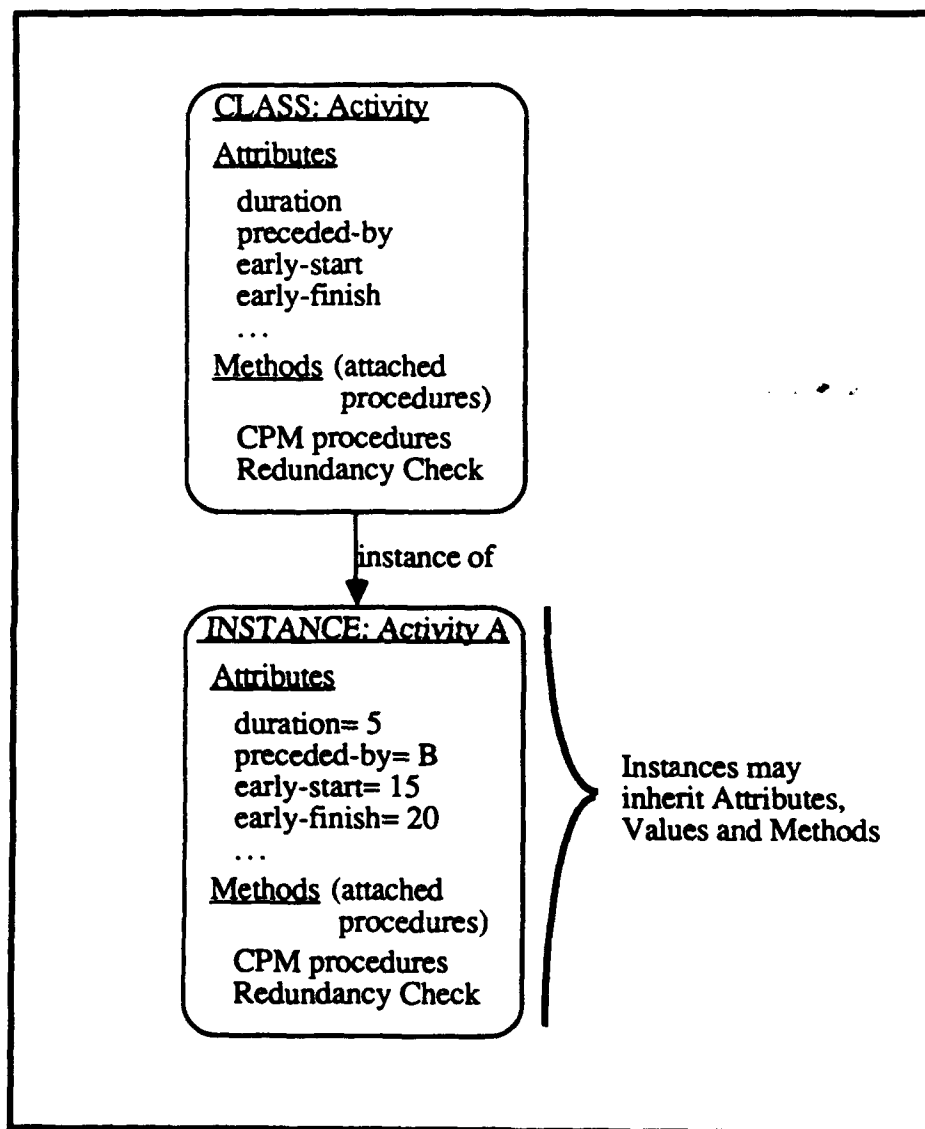 CLASS: Activity
Attributes
duration
preceded-by
early-start
early-finish
...
Methods (attached
procedures)
CPM procedures
Redundancy Check
instance of
INSTANCE: Activity A
Attributes
duration= 5
preceded-by= B
early-start= 15
early-finish= 20
...
Methods (attached
procedures)
CPM procedures
Redundancy Check
Instances may
inherit Attributes,
Values and Methods